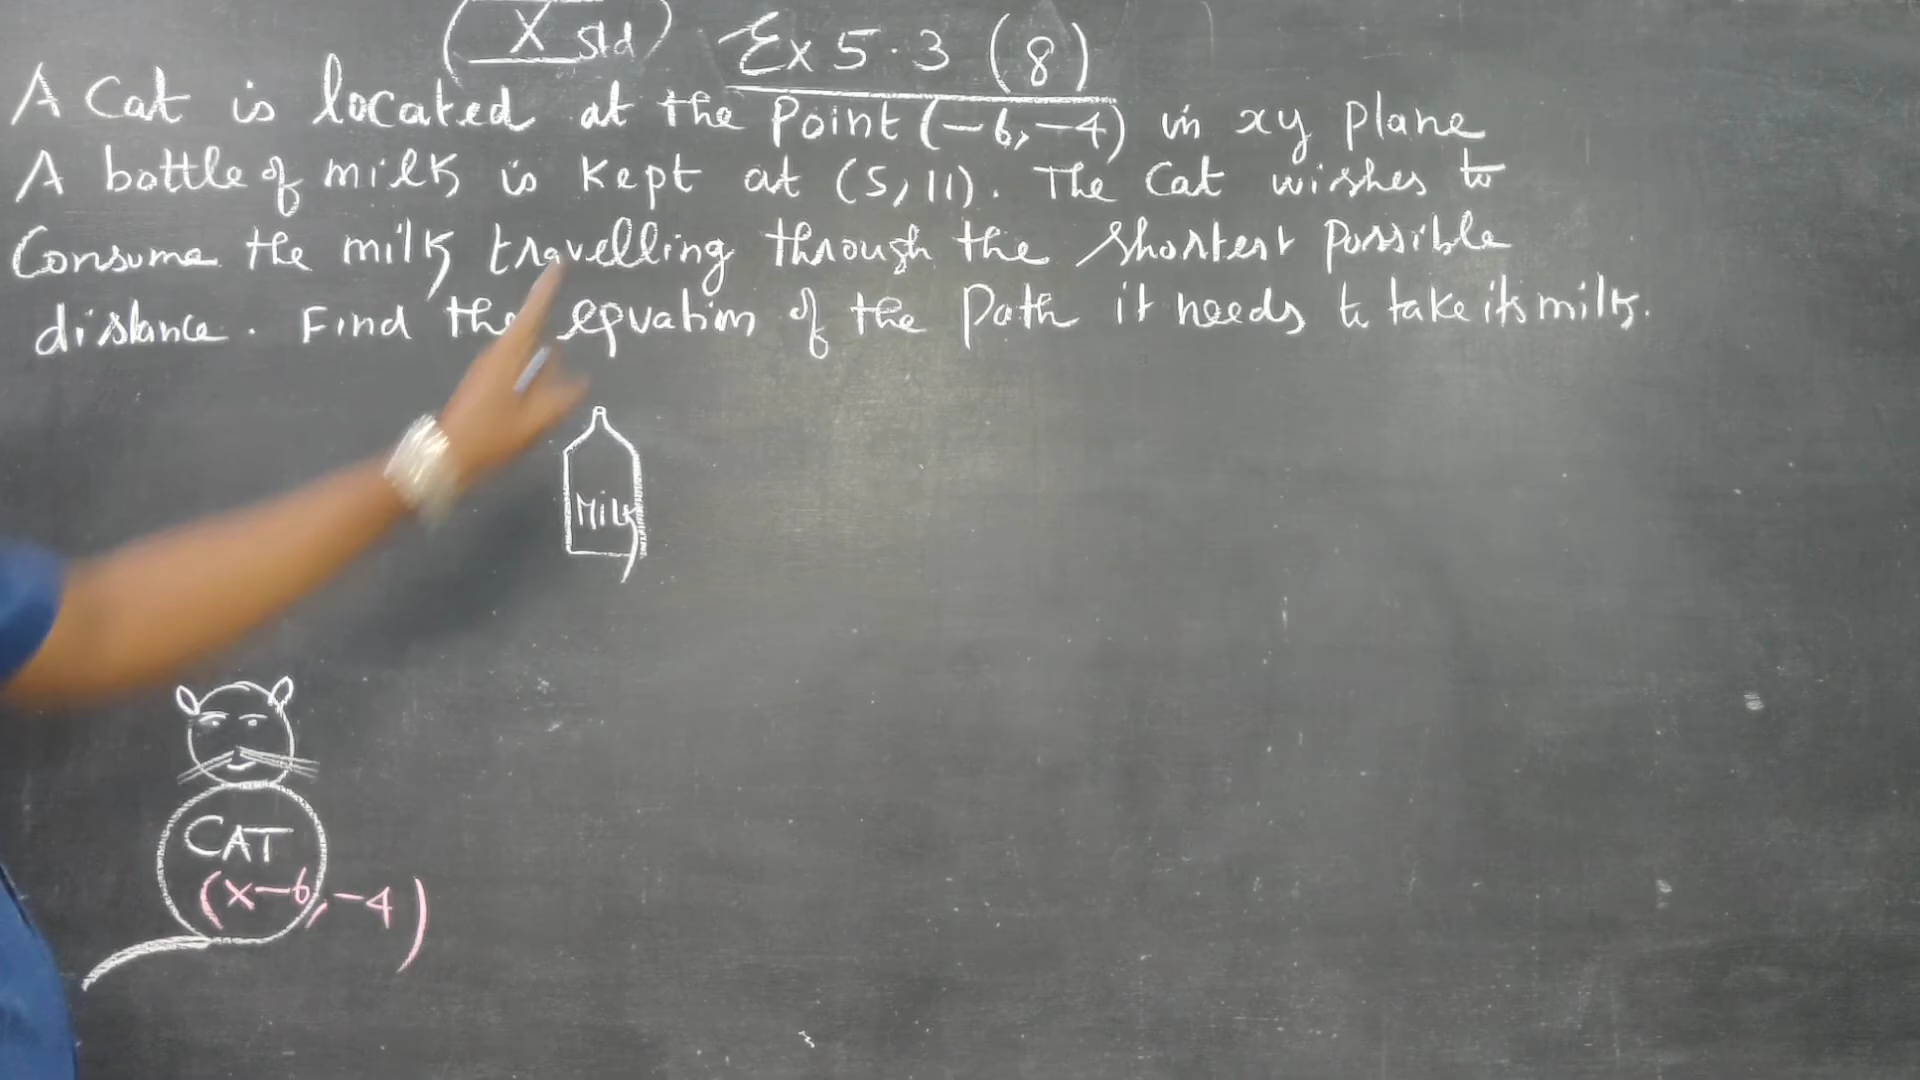 X Std Ex 5.3 (8)
A Cat is located at the Point (-6, -4) in xy plane
A bottle of milk is kept at (5, 11). The Cat wishes to
Consume the milk travelling through the shortest possible
distance. Find the equation of the Path it needs to take its milk.
MiLK
CAT
(x-6, -4)